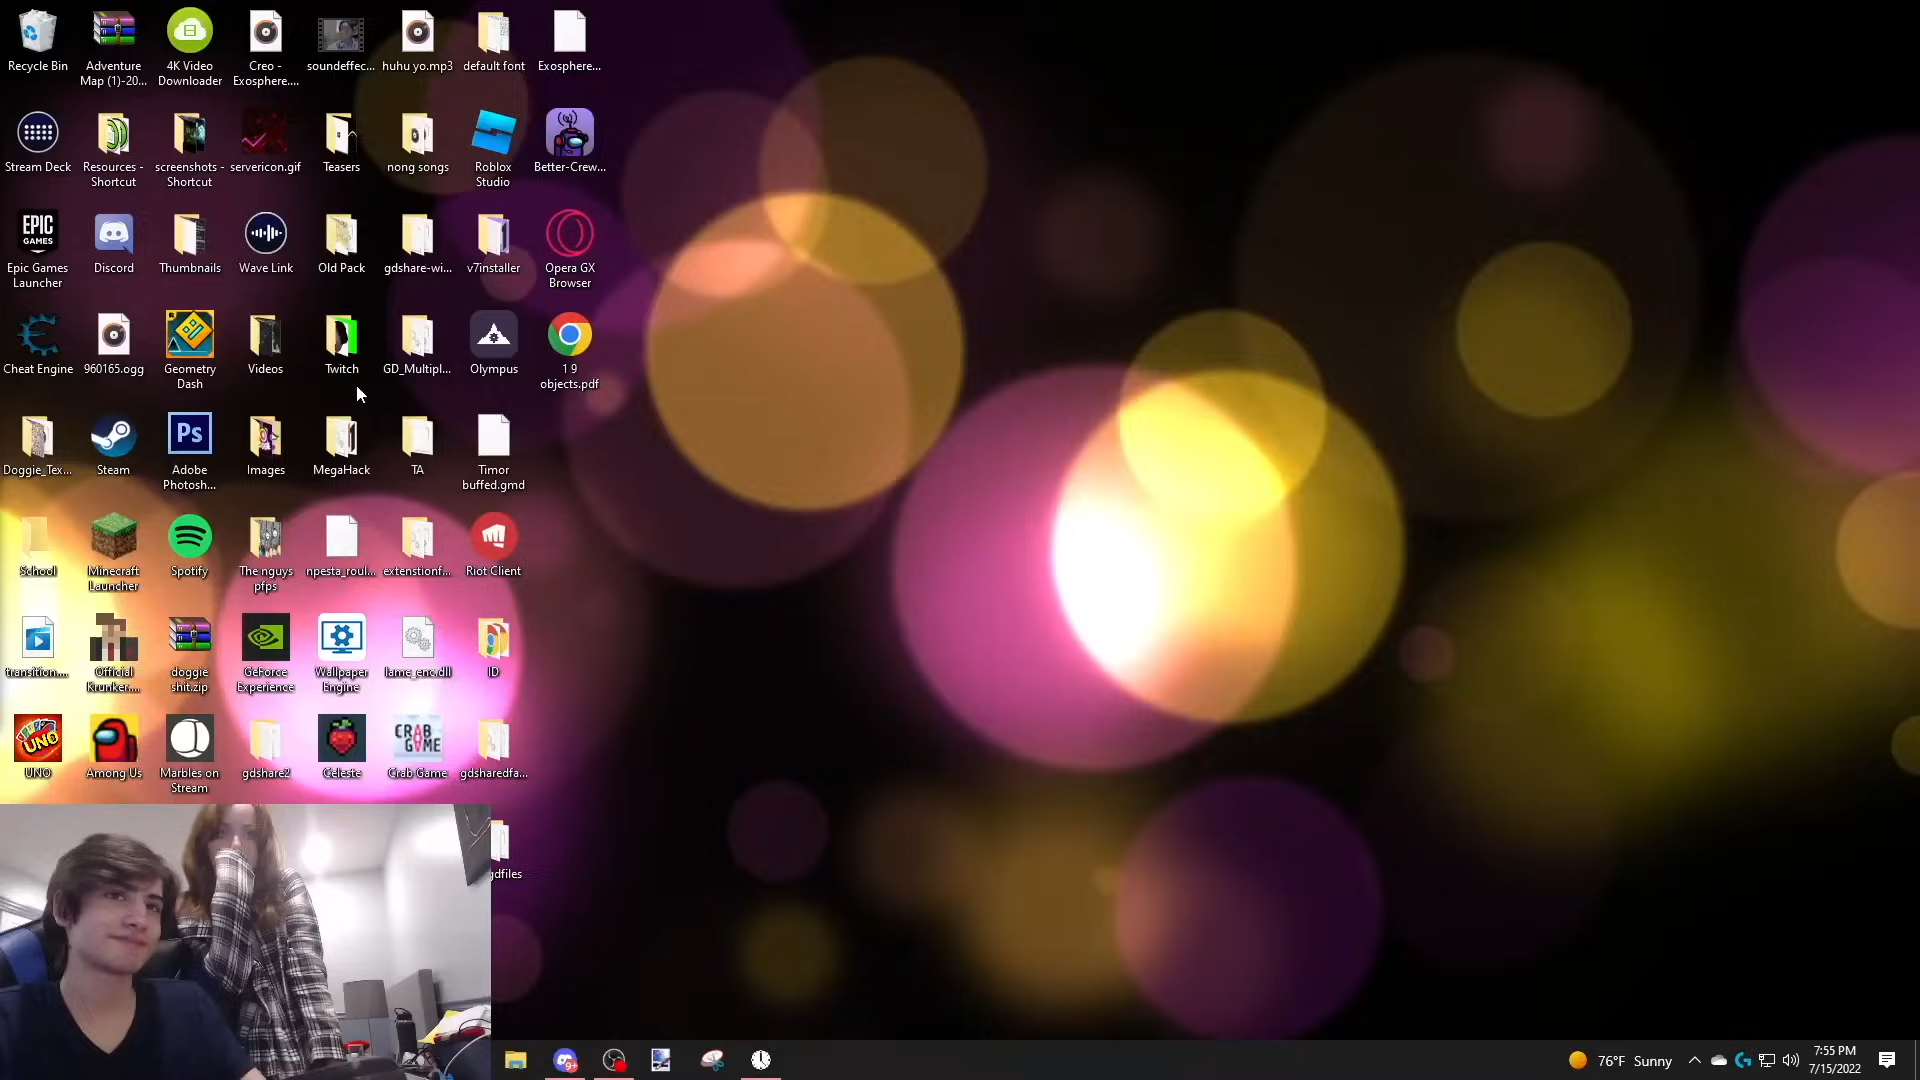 Recycle Bin
Adventure
Map (1)-20...
4K Video
Downloader
Creo -
Exosphere....
soundeffec...
huhu yo.mp3
default font
Exosphere...
Stream Deck
Resources -
Shortcut
screenshots -
Shortcut
servericon.gif
Teasers
nong songs
Roblox
Studio
Better-Crew...
EPIC
GAMES
Epic Games
Launcher
Discord
Thumbnails
Wave Link
Old Pack
gdshare-wi...
v7installer
Opera GX
Browser
Cheat Engine
960165.ogg
Geometry
Dash
Videos
Twitch
GD_Multipl...
Olympus
1 9
objects.pdf
Doggie_Tex...
Steam
Ps
Adobe
Photosh...
Images
MegaHack
TA
Timor
buffed.gmd
School
Minecraft
Launcher
Spotify
The nguys
pfps
npesta_roul...
extenstionf...
Riot Client
transition....
Official
Krunker....
doggie
shit.zip
GeForce
Experience
Wallpaper
Engine
lame_enc.dll
ID
UNO
UNO
Among Us
Marbles on
Stream
gdshare2
Celeste
CRAB
GAME
Crab Game
gdsharedfa...
gdfiles
9+
76°F Sunny
7:55 PM
7/15/2022